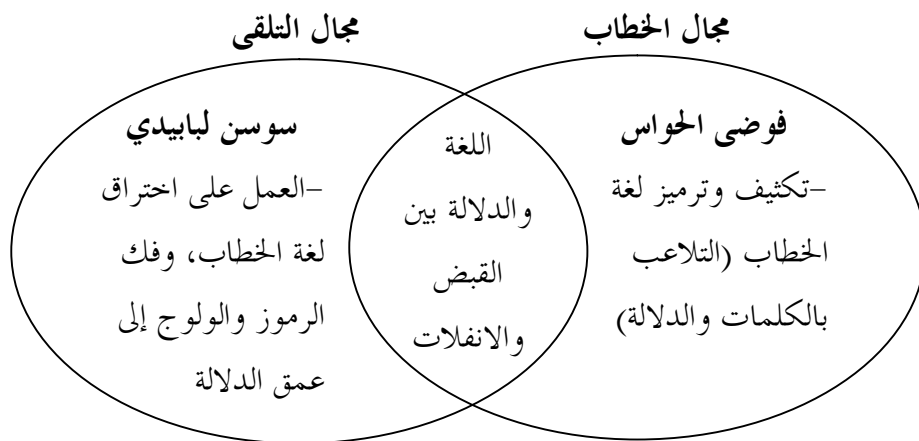 مجال الخطاب
مجال التلقى
فوضى الحواس
-تكثيف وترميز لغة
الخطاب (التلاعب
بالكلمات والدلالة)
اللغة
والدلالة بين
القبض
والانفلات
سوسن لبابيدي
-العمل على اختراق
لغة الخطاب، وفك
الرموز والولوج إلى
عمق الدلالة